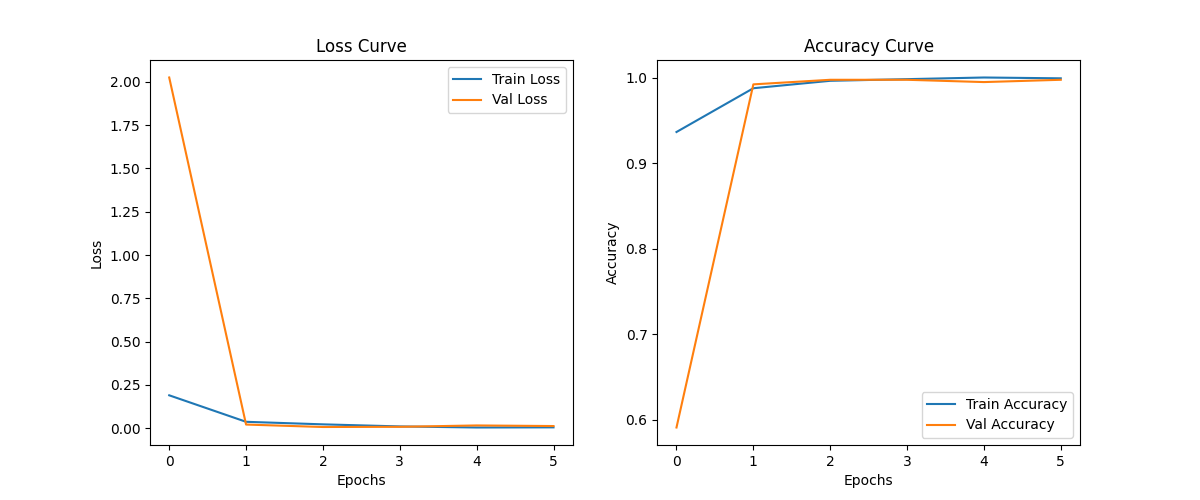 Loss Curve
2.00
1.75
1.50
1.25
1.00
0.75
0.50
0.25
0.00
Loss
0 1 2 3 4 5
Epochs
Train Loss
Val Loss
Accuracy Curve
1.0
0.9
0.8
0.7
0.6
Accuracy
0 1 2 3 4 5
Epochs
Train Accuracy
Val Accuracy